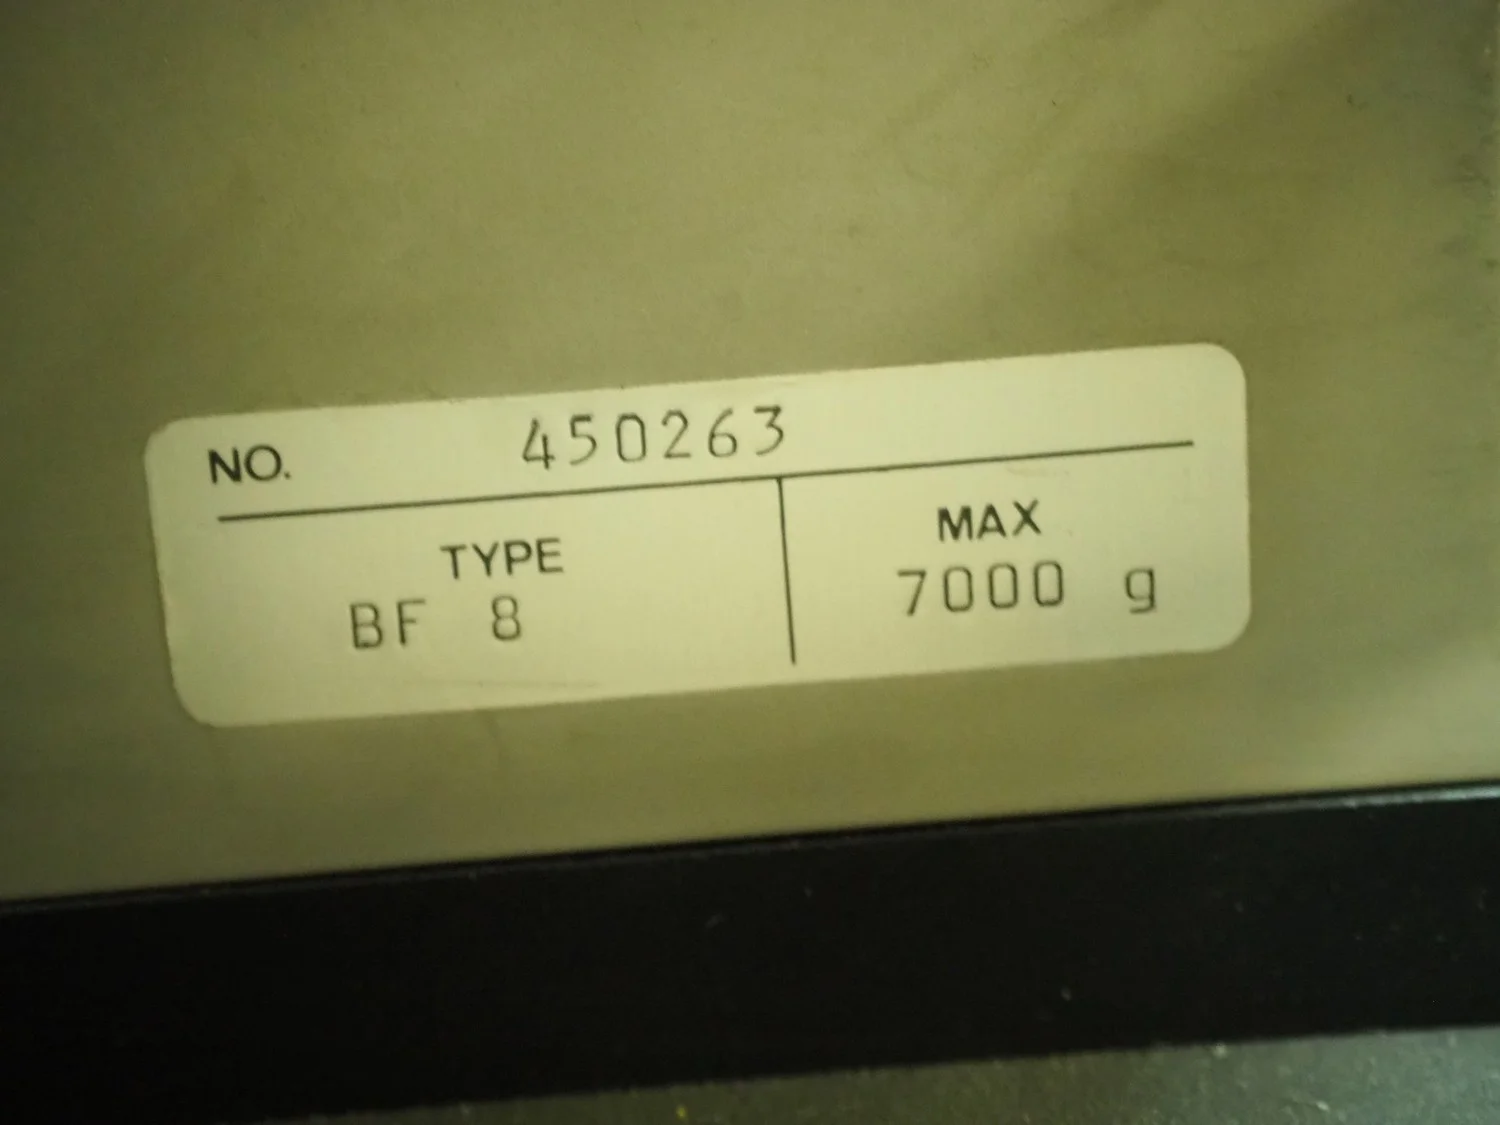 NO. 450263
TYPE
BF 8
MAX
7000 g